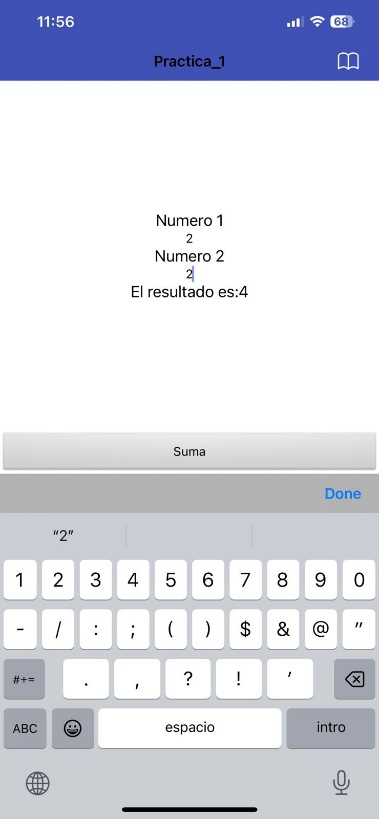 11:56
68
Practica_1
Numero 1
2
Numero 2
2
El resultado es:4
Suma
Done
“2”
1 2 3 4 5 6 7 8 9 0
- / : ; ( ) $ & @ "
#+= . , ? ! '
ABC espacio intro